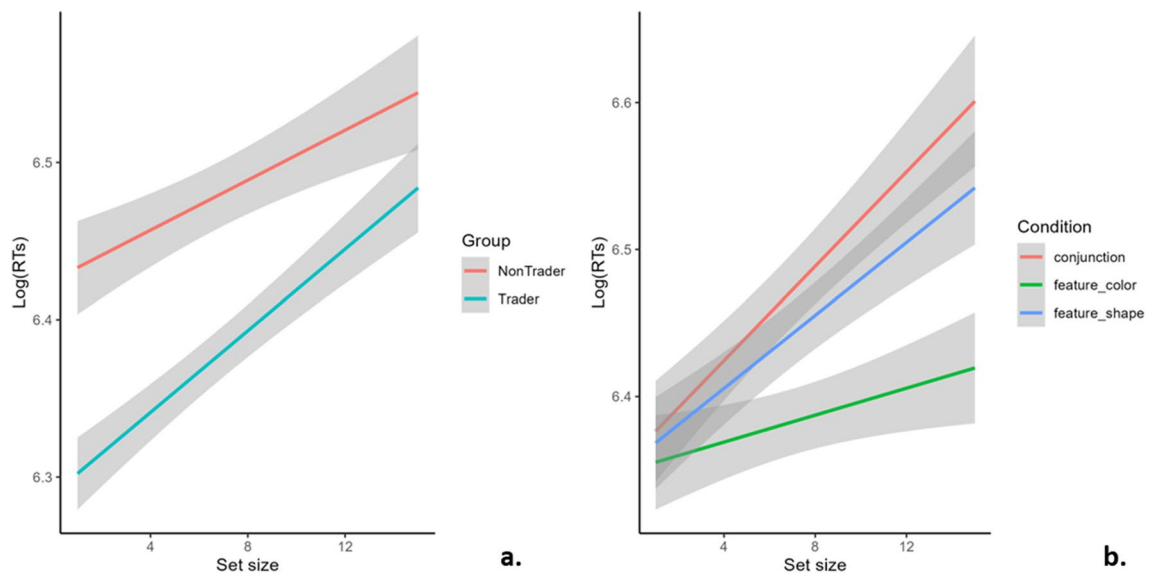 Log(RTs)
6.5
6.4
6.3
4
8
12
Set size
Group
NonTrader
Trader
a.
Log(RTs)
6.6
6.5
6.4
4
8
12
Set size
Condition
conjunction
feature_color
feature_shape
b.